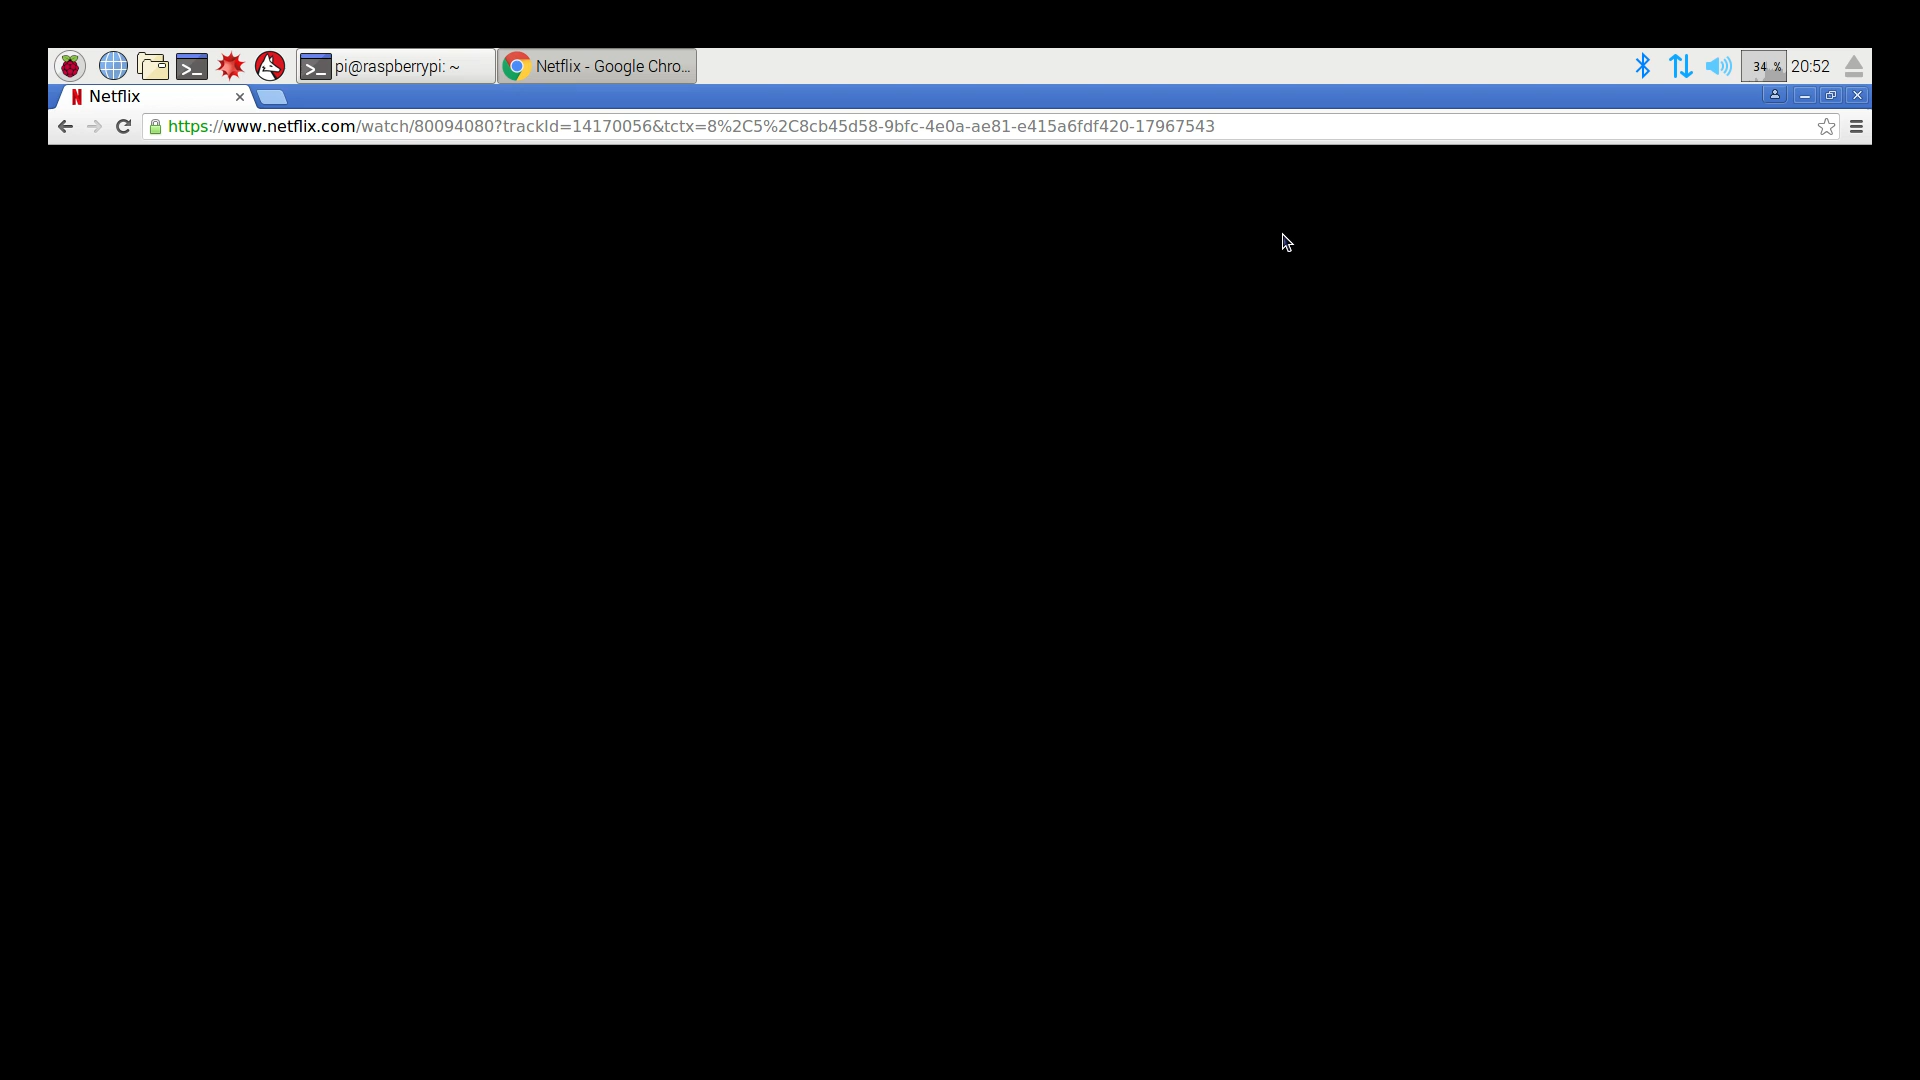 pi@raspberrypi: ~
Netflix - Google Chro...
34 %
20:52
Netflix
https://www.netflix.com/watch/80094080?trackId=14170056&tctx=8%2C5%2C8cb45d58-9bfc-4e0a-ae81-e415a6fdf420-17967543